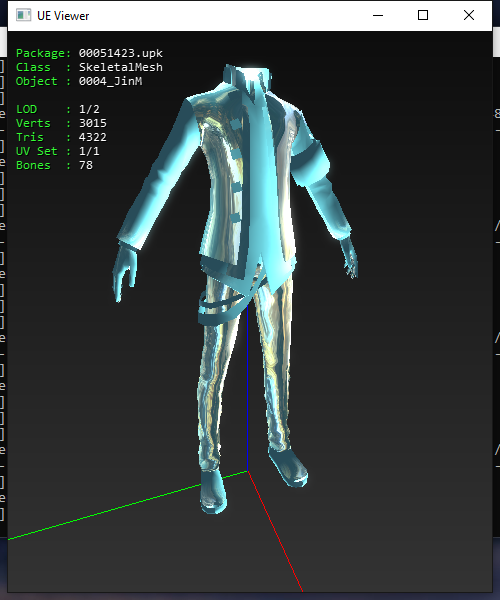 UE Viewer
Package: 00051423.upk
Class : SkeletalMesh
Object : 0004_JinM
LOD : 1/2
Verts : 3015
Tris : 4322
UV Set : 1/1
Bones : 78